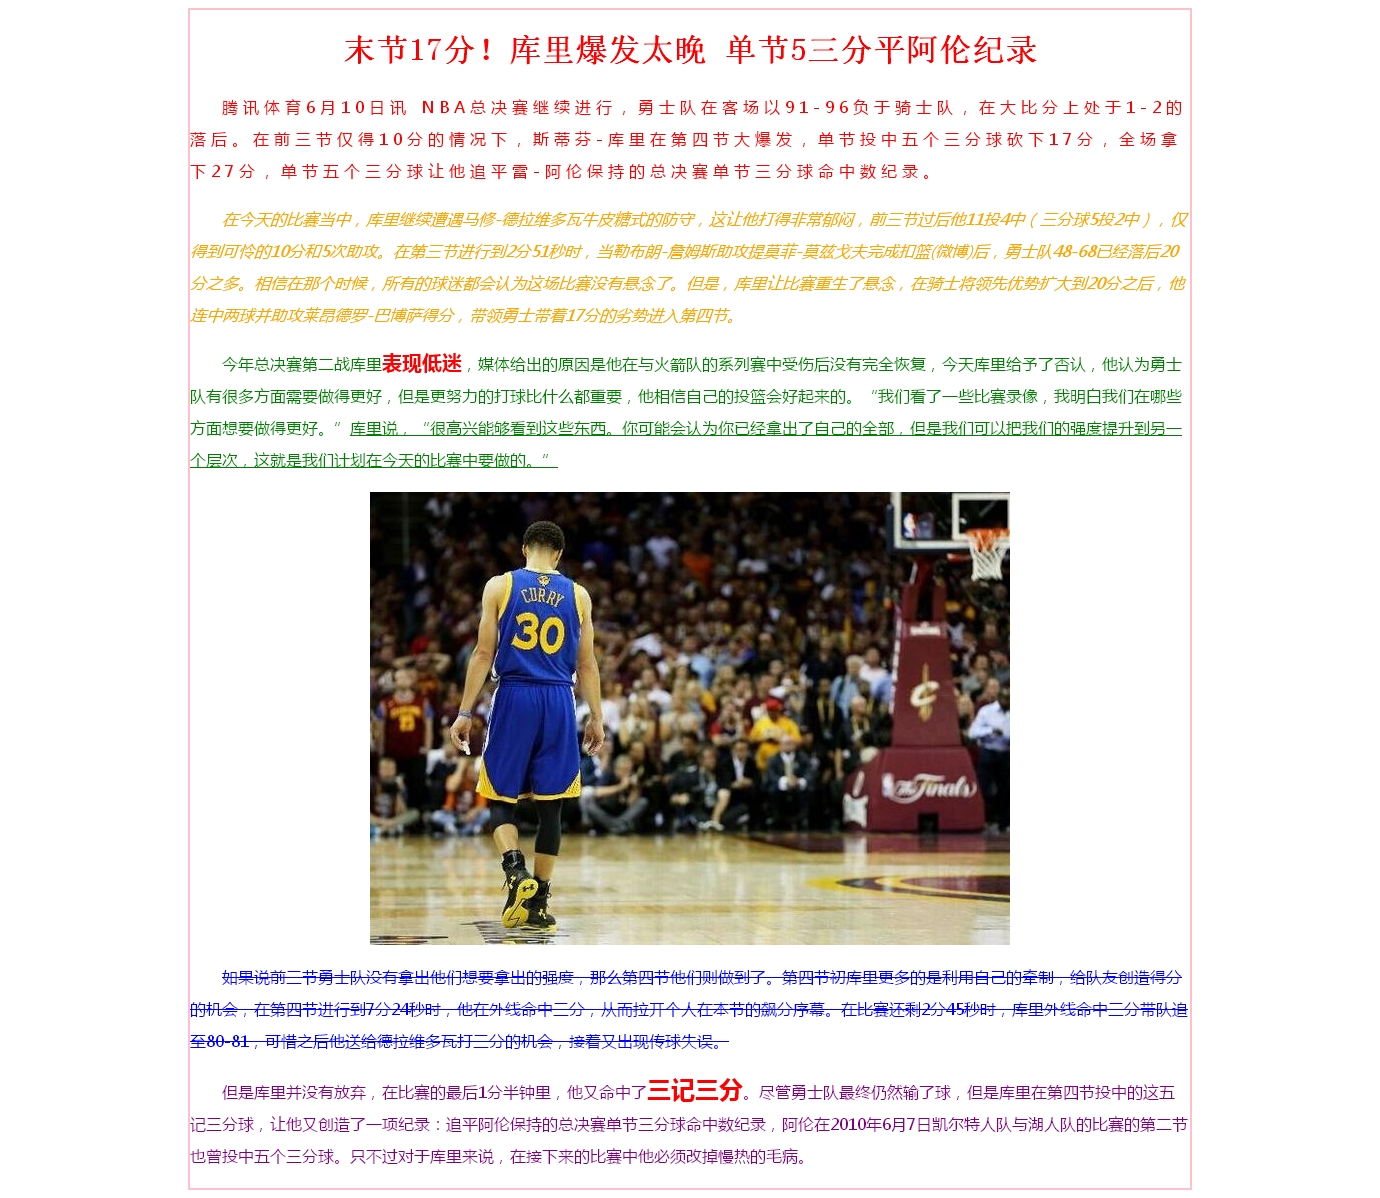 末节17分！库里爆发太晚 单节5三分平阿伦纪录
腾讯体育6月10日讯 NBA总决赛继续进行，勇士队在客场以91-96负于骑士队，在大比分上处于1-2的
落后。在前三节仅得10分的情况下，斯蒂芬-库里在第四节大爆发，单节投中五个三分球砍下17分，全场拿
下27分，单节五个三分球让他追平雷-阿伦保持的总决赛单节三分球命中数纪录。
在今天的比赛当中，库里继续遭遇马修-德拉维多瓦牛皮糖式的防守，这让他打得非常郁闷，前三节过后他11投4中（三分球5投2中），仅
得到可怜的10分和5次助攻。在第三节进行到2分51秒时，当勒布朗-詹姆斯助攻提莫菲-莫兹戈夫完成扣篮(微博)后，勇士队48-68已经落后20
分之多。相信在那个时候，所有的球迷都会认为这场比赛没有悬念了。但是，库里让比赛重生了悬念，在骑士将领先优势扩大到20分之后，他
连中两球并助攻莱昂德罗-巴博萨得分，带领勇士带着17分的劣势进入第四节。
今年总决赛第二战库里表现低迷，媒体给出的原因是他在与火箭队的系列赛中受伤后没有完全恢复，今天库里给予了否认，他认为勇士
队有很多方面需要做得更好，但是更努力的打球比什么都重要，他相信自己的投篮会好起来的。“我们看了一些比赛录像，我明白我们在哪些
方面想要做得更好。”库里说，“很高兴能够看到这些东西。你可能会认为你已经拿出了自己的全部，但是我们可以把我们的强度提升到另一
个层次，这就是我们计划在今天的比赛中要做的。”
CURRY
30
The Finals
如果说前三节勇士队没有拿出他们想要拿出的强度，那么第四节他们则做到了。第四节初库里更多的是利用自己的牵制，给队友创造得分
的机会，在第四节进行到7分24秒时，他在外线命中三分，从而拉开个人在本节的飙分序幕。在比赛还剩2分45秒时，库里外线命中三分带队追
至80-81，可惜之后他送给德拉维多瓦打三分的机会，接着又出现传球失误。
但是库里并没有放弃，在比赛的最后1分半钟里，他又命中了三记三分。尽管勇士队最终仍然输了球，但是库里在第四节投中的这五
记三分球，让他又创造了一项纪录：追平阿伦保持的总决赛单节三分球命中数纪录，阿伦在2010年6月7日凯尔特人队与湖人队的比赛的第二节
也曾投中五个三分球。只不过对于库里来说，在接下来的比赛中他必须改掉慢热的毛病。